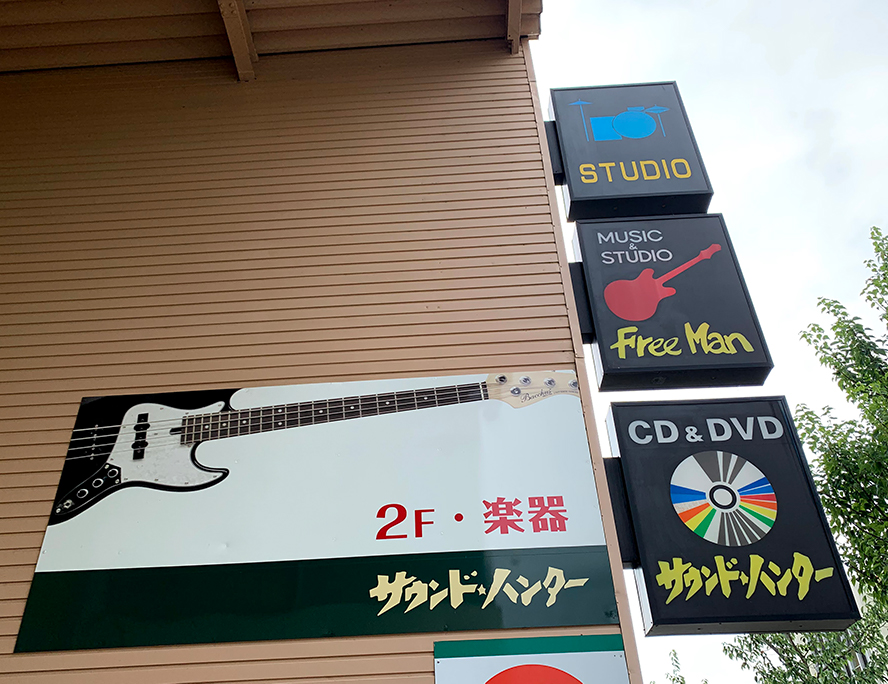 STUDIO
MUSIC
&
STUDIO
Free Man
CD & DVD
サウンド★ハンター
Bacchus
2F・楽器
サウンド★ハンター